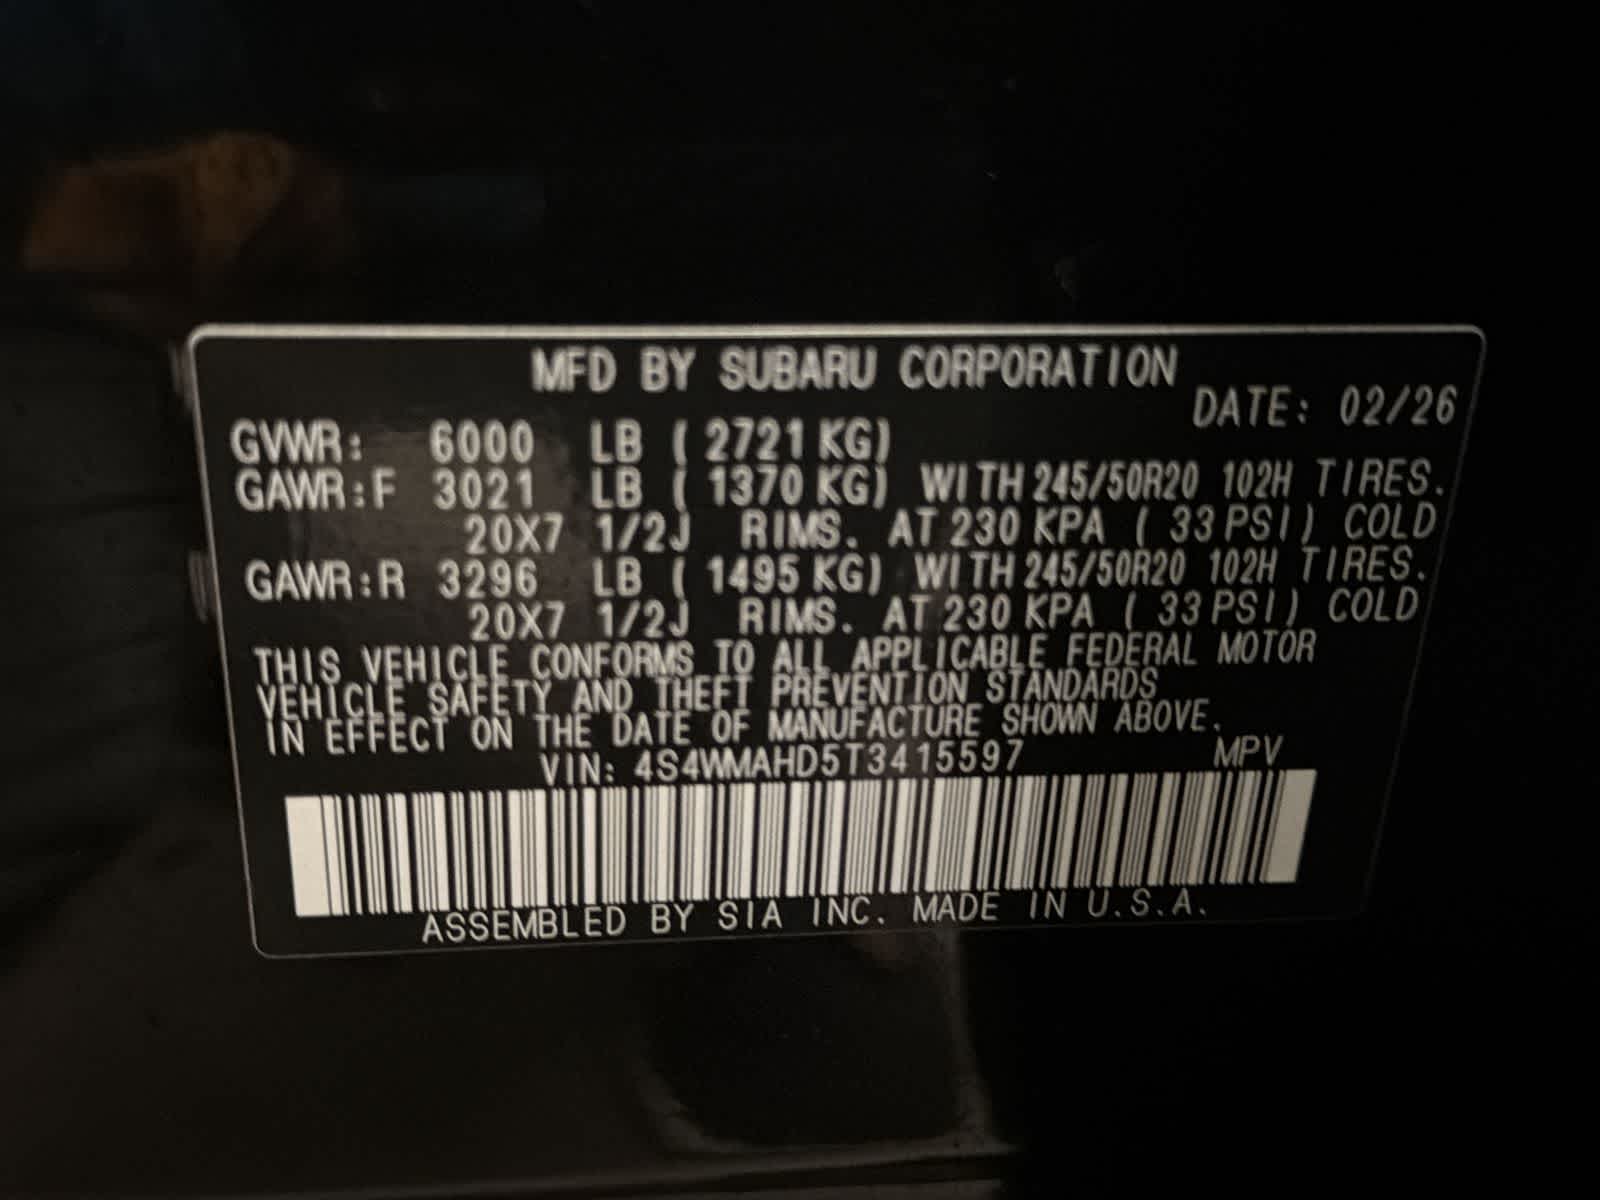 MFD BY SUBARU CORPORATION
DATE: 02/26
GVWR: 6000 LB ( 2721 KG)
GAWR:F 3021 LB ( 1370 KG) WITH 245/50R20 102H TIRES.
20X7 1/2J RIMS. AT 230 KPA ( 33 PSI) COLD
GAWR:R 3296 LB ( 1495 KG) WITH 245/50R20 102H TIRES.
20X7 1/2J RIMS. AT 230 KPA ( 33 PSI) COLD
THIS VEHICLE CONFORMS TO ALL APPLICABLE FEDERAL MOTOR
VEHICLE SAFETY AND THEFT PREVENTION STANDARDS
IN EFFECT ON THE DATE OF MANUFACTURE SHOWN ABOVE.
VIN: 4S4WMAHD5T3415597 MPV
ASSEMBLED BY SIA INC. MADE IN U.S.A.